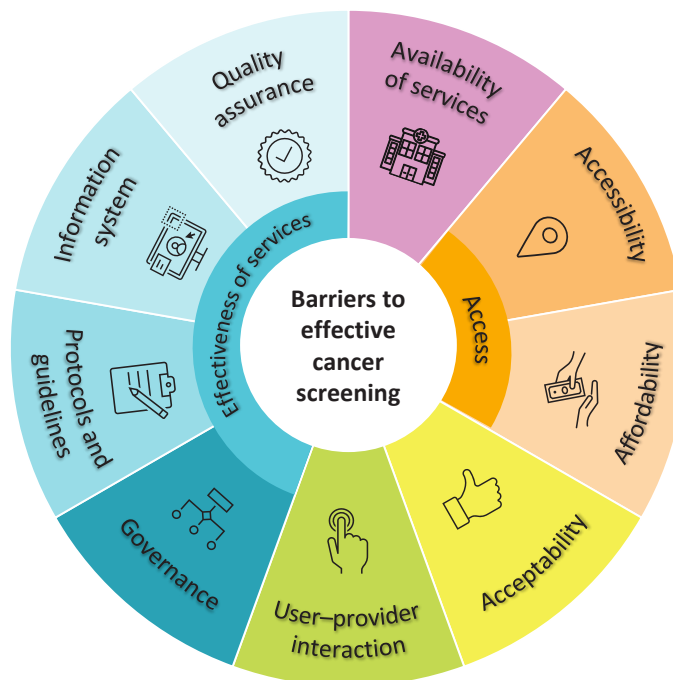 Barriers to
effective
cancer
screening
Availability
of services
Access
Accessibility
Affordability
Acceptability
User–provider
interaction
Effectiveness of services
Governance
Protocols and
guidelines
Information
system
Quality
assurance